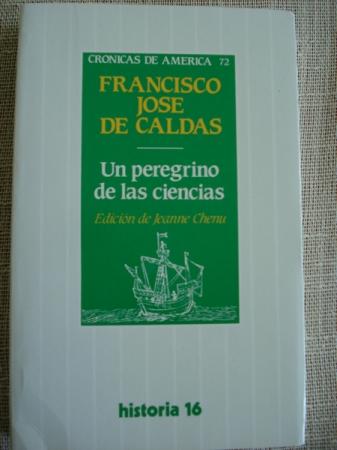 CRONICAS DE AMERICA 72
FRANCISCO
JOSE
DE CALDAS
Un peregrino
de las ciencias
Edición de Jeanne Chenu
historia 16